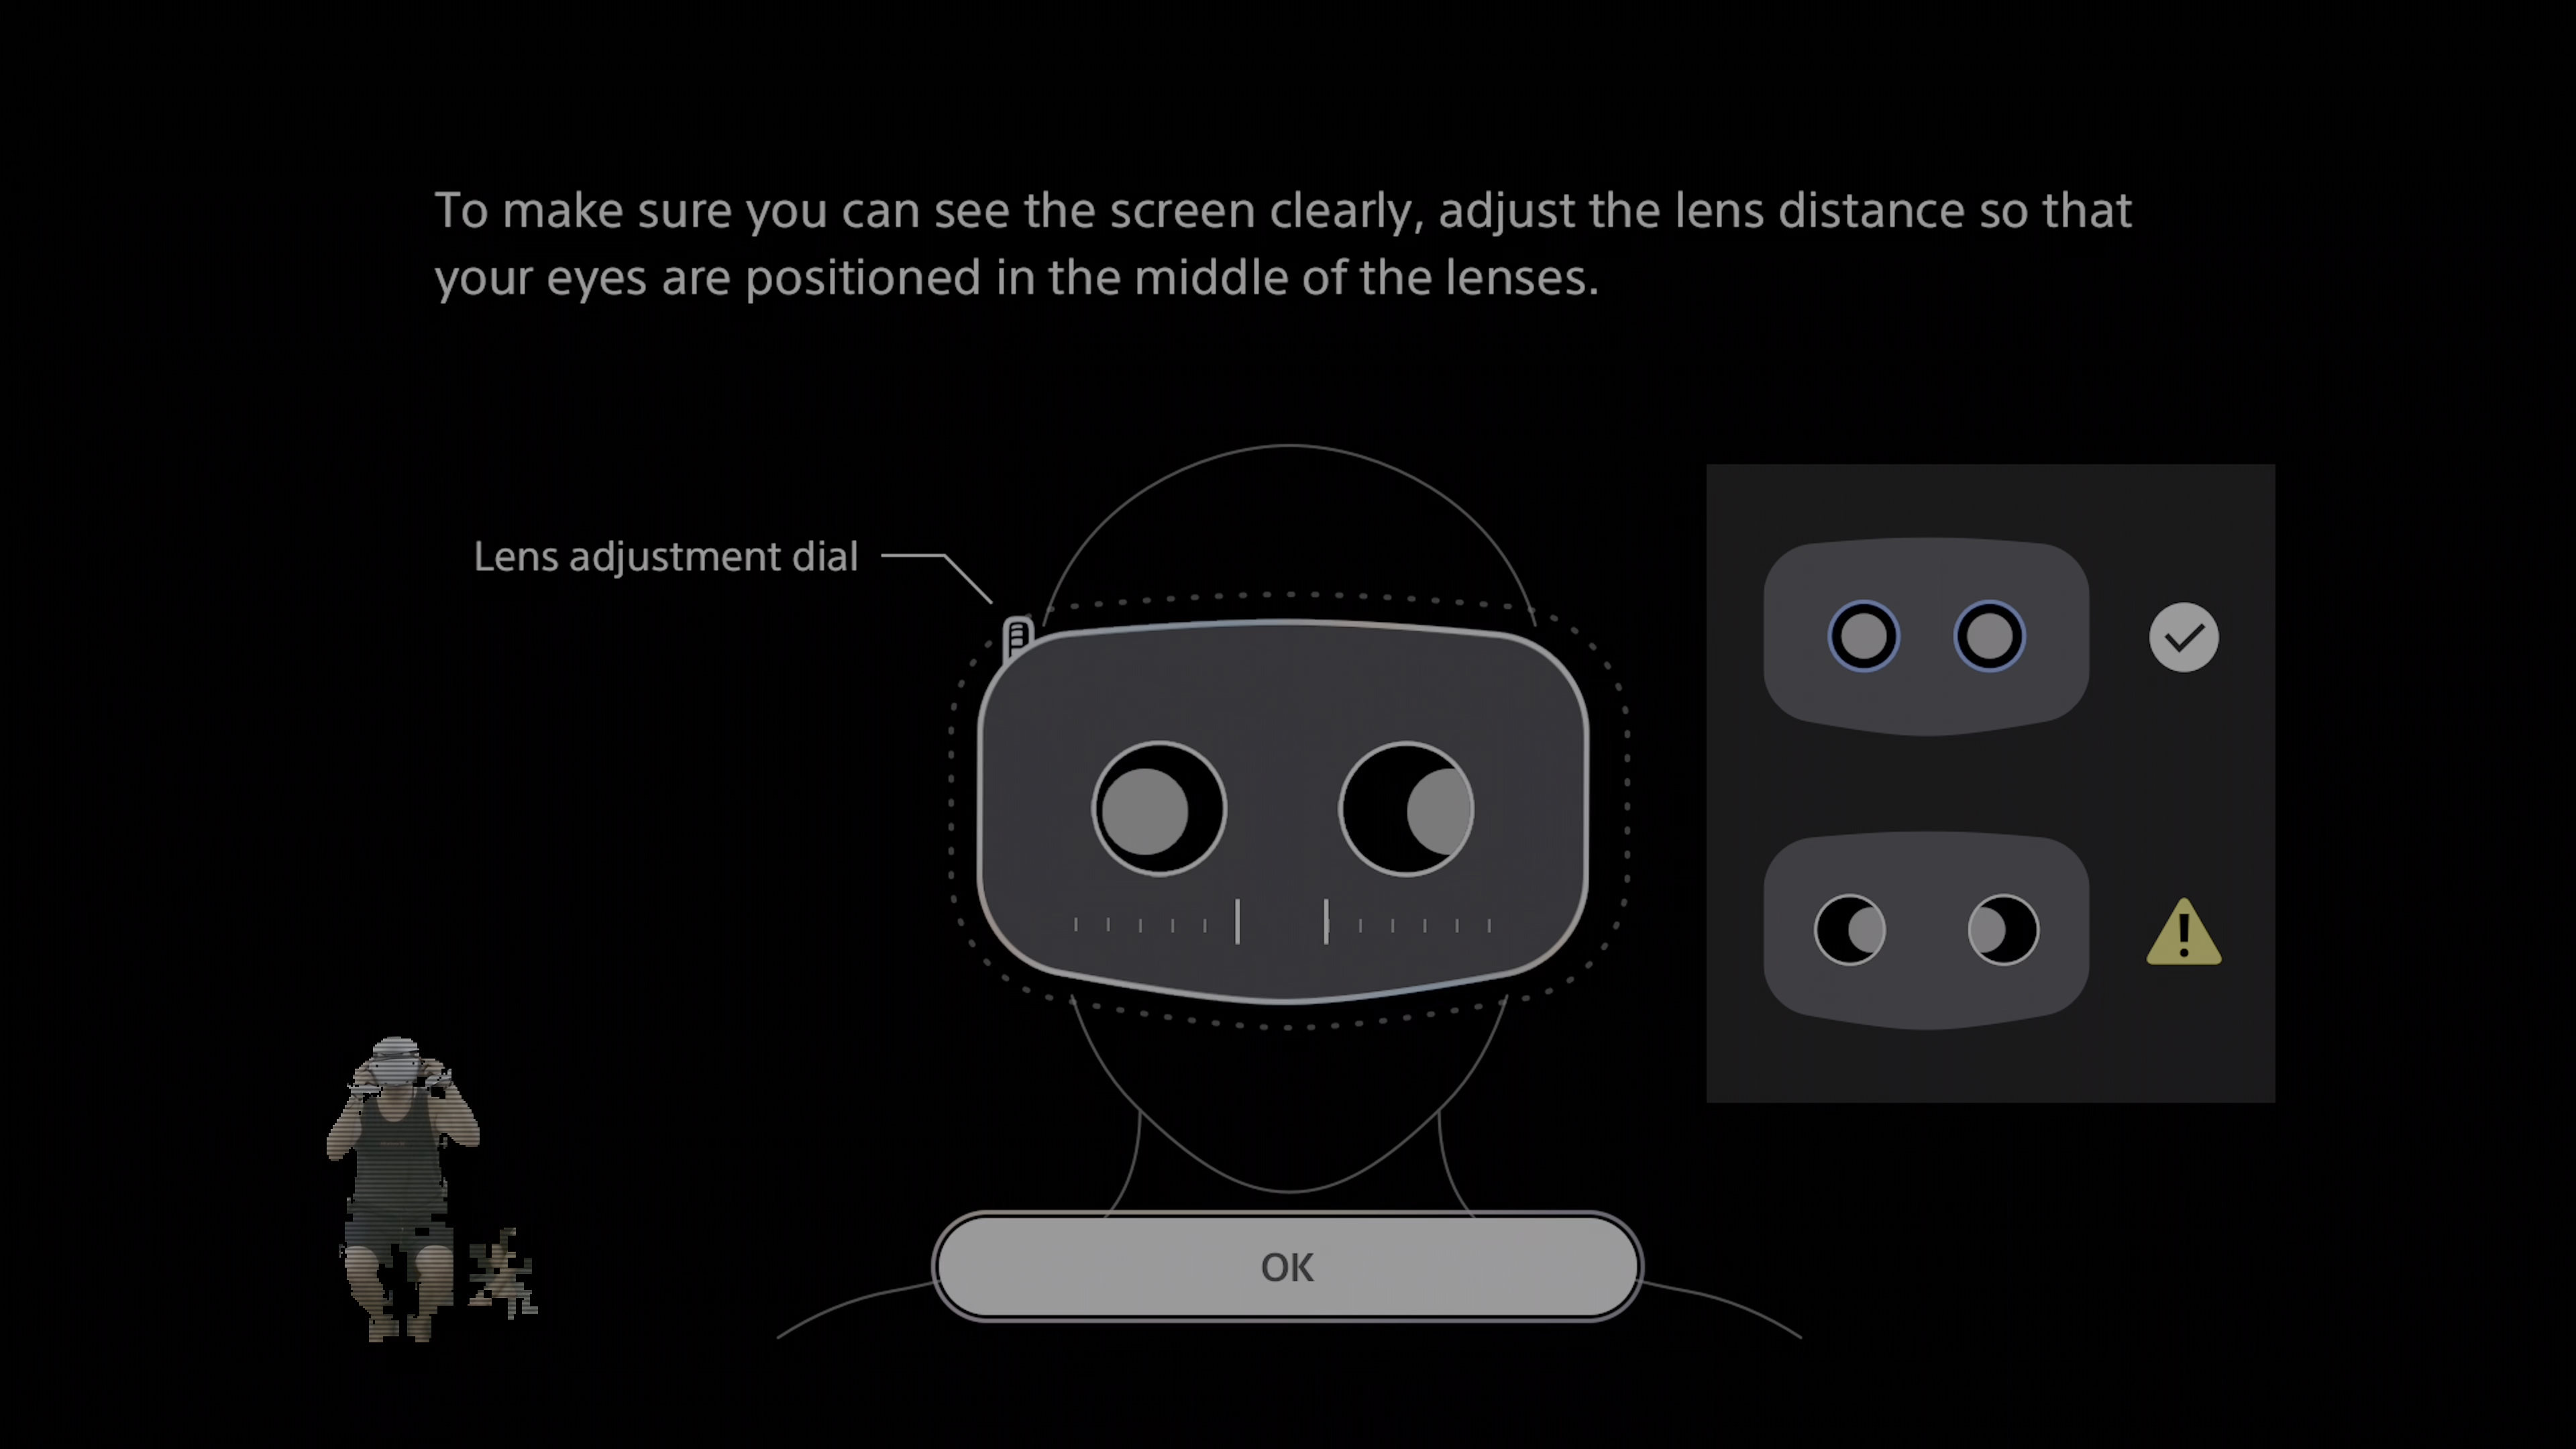 To make sure you can see the screen clearly, adjust the lens distance so that
your eyes are positioned in the middle of the lenses.
Lens adjustment dial
OK